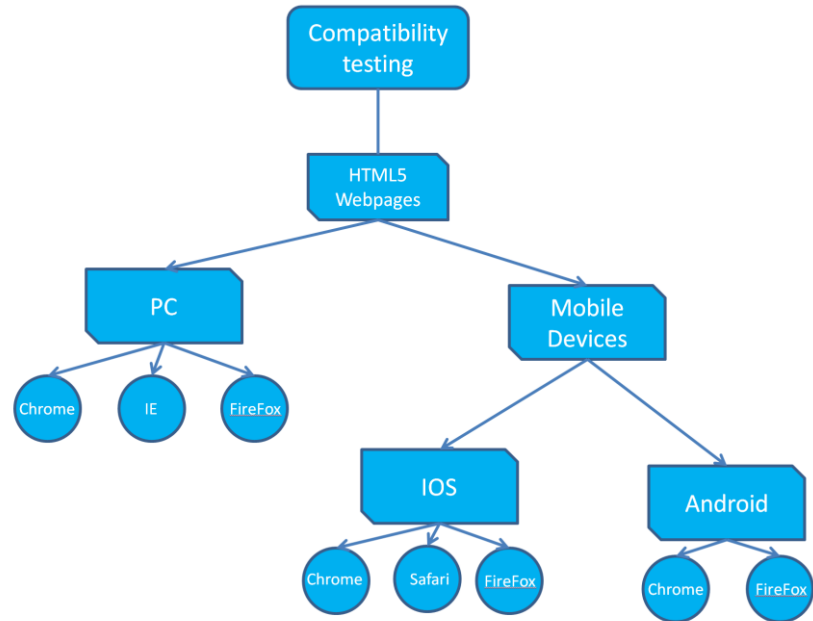 Compatibility
testing
HTML5
Webpages
PC
Mobile
Devices
Chrome
IE
FireFox
IOS
Android
Chrome
Safari
FireFox
Chrome
FireFox